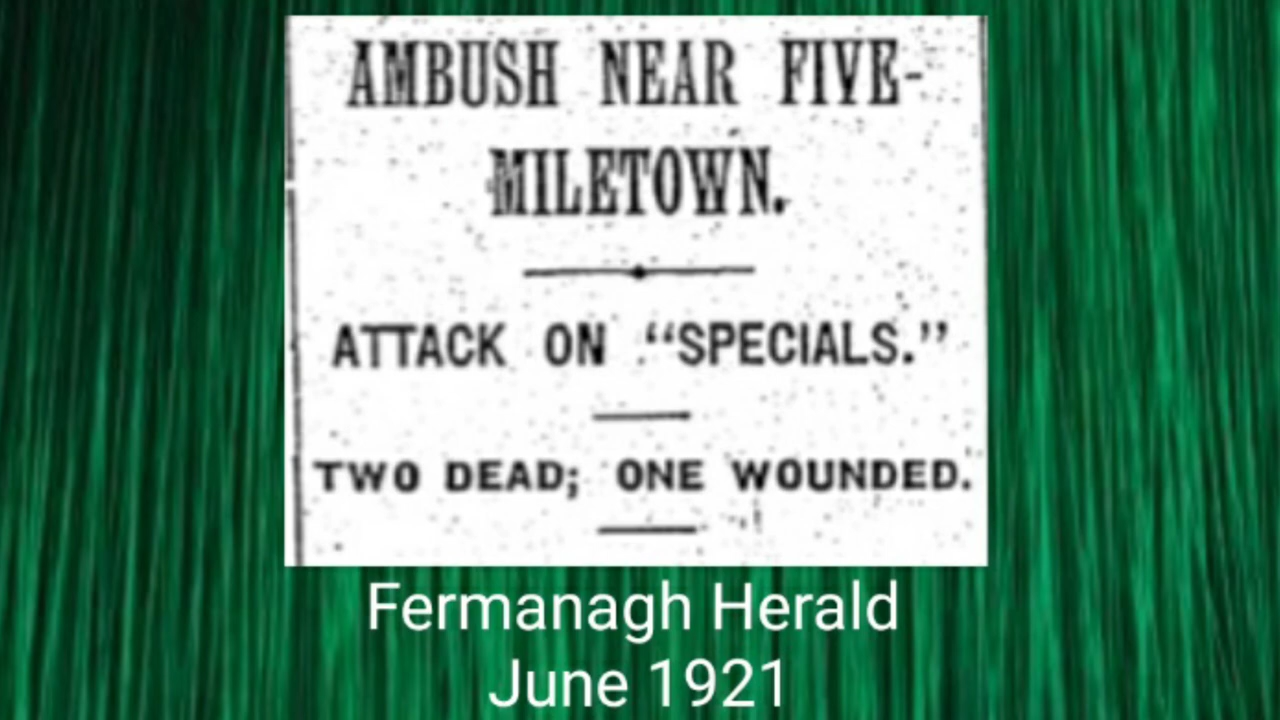 AMBUSH NEAR FIVE-
MILETOWN.
ATTACK ON “SPECIALS.”
TWO DEAD; ONE WOUNDED.
Fermanagh Herald
June 1921